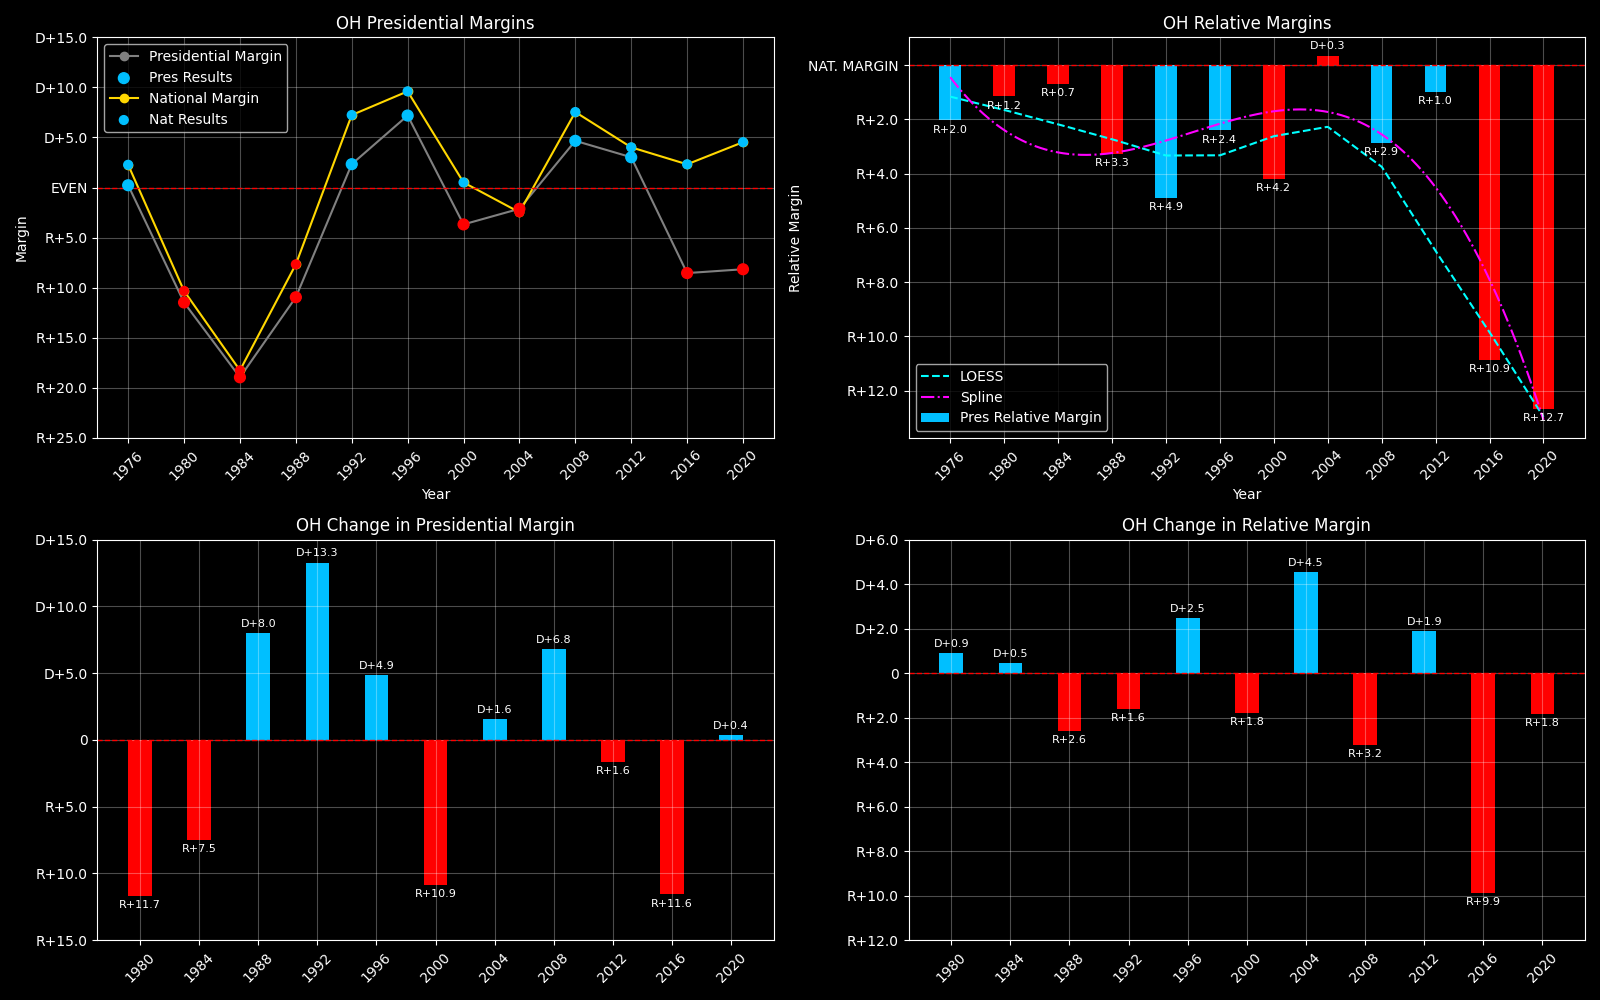 OH Presidential Margins
D+15.0
D+10.0
D+5.0
EVEN
R+5.0
R+10.0
R+15.0
R+20.0
R+25.0
Margin
Presidential Margin
Pres Results
National Margin
Nat Results
1976
1980
1984
1988
1992
1996
2000
2004
2008
2012
2016
2020
Year
OH Relative Margins
NAT. MARGIN
R+2.0
R+4.0
R+6.0
R+8.0
R+10.0
R+12.0
Relative Margin
R+2.0
R+1.2
R+0.7
R+3.3
R+4.9
R+2.4
R+4.2
D+0.3
R+2.9
R+1.0
R+10.9
R+12.7
LOESS
Spline
Pres Relative Margin
1976
1980
1984
1988
1992
1996
2000
2004
2008
2012
2016
2020
Year
OH Change in Presidential Margin
D+15.0
D+10.0
D+5.0
0
R+5.0
R+10.0
R+15.0
R+11.7
R+7.5
D+8.0
D+13.3
D+4.9
R+10.9
D+1.6
D+6.8
R+1.6
R+11.6
D+0.4
1980
1984
1988
1992
1996
2000
2004
2008
2012
2016
2020
OH Change in Relative Margin
D+6.0
D+4.0
D+2.0
0
R+2.0
R+4.0
R+6.0
R+8.0
R+10.0
R+12.0
D+0.9
D+0.5
R+2.6
R+1.6
D+2.5
R+1.8
D+4.5
R+3.2
D+1.9
R+9.9
R+1.8
1980
1984
1988
1992
1996
2000
2004
2008
2012
2016
2020